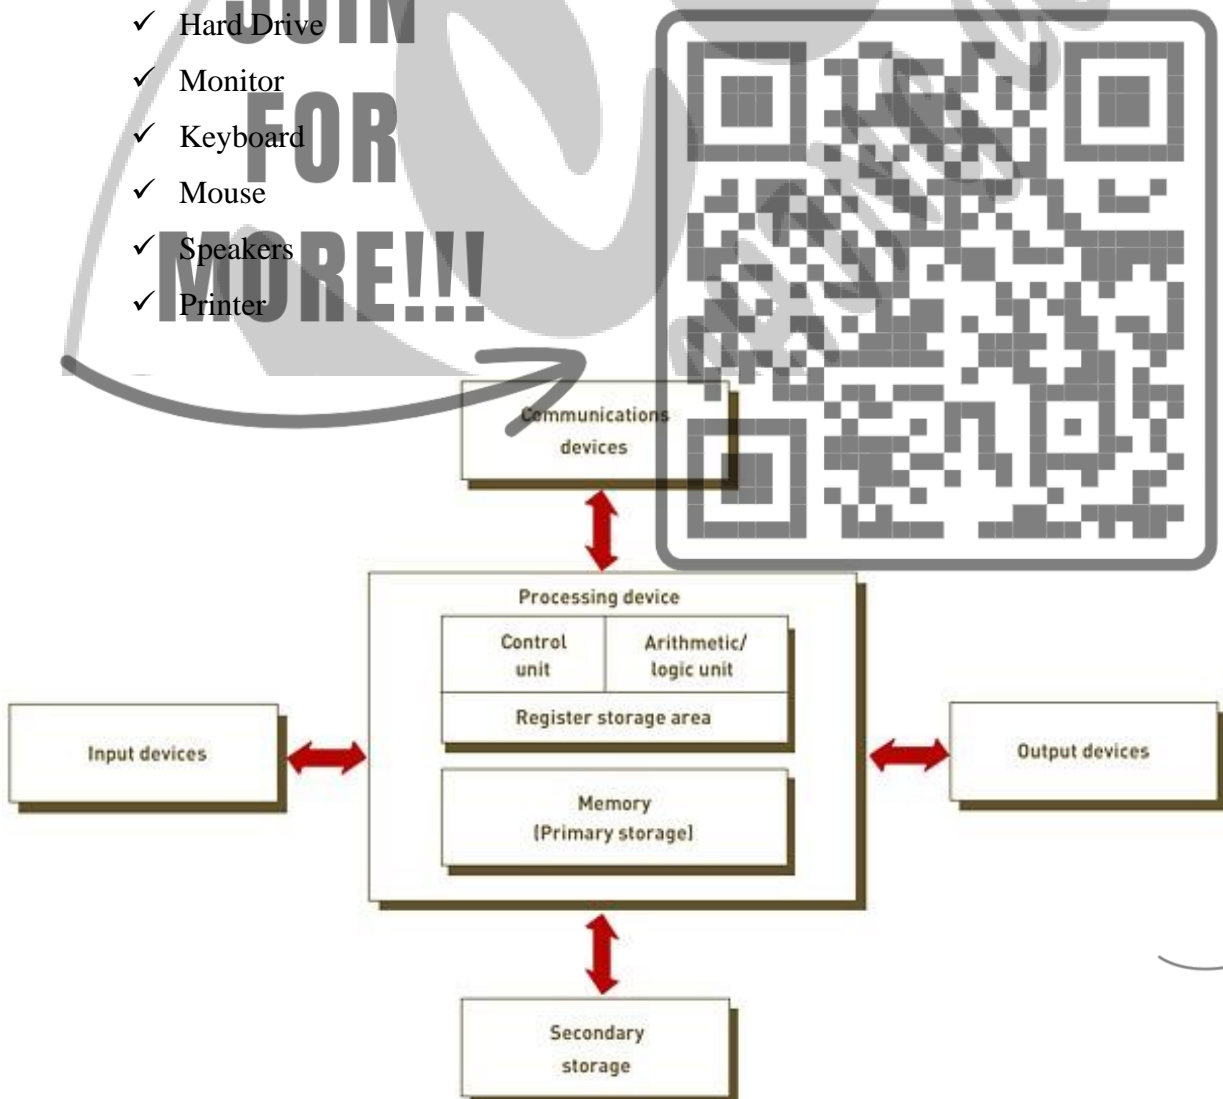 JOIN
✓ Hard Drive
✓ Monitor
FOR
✓ Keyboard
✓ Mouse
✓ Speakers
MORE!!!
✓ Printer
Communications
devices
Processing device
Control
unit
Arithmetic/
logic unit
Register storage area
Input devices
Output devices
Memory
(Primary storage)
Secondary
storage